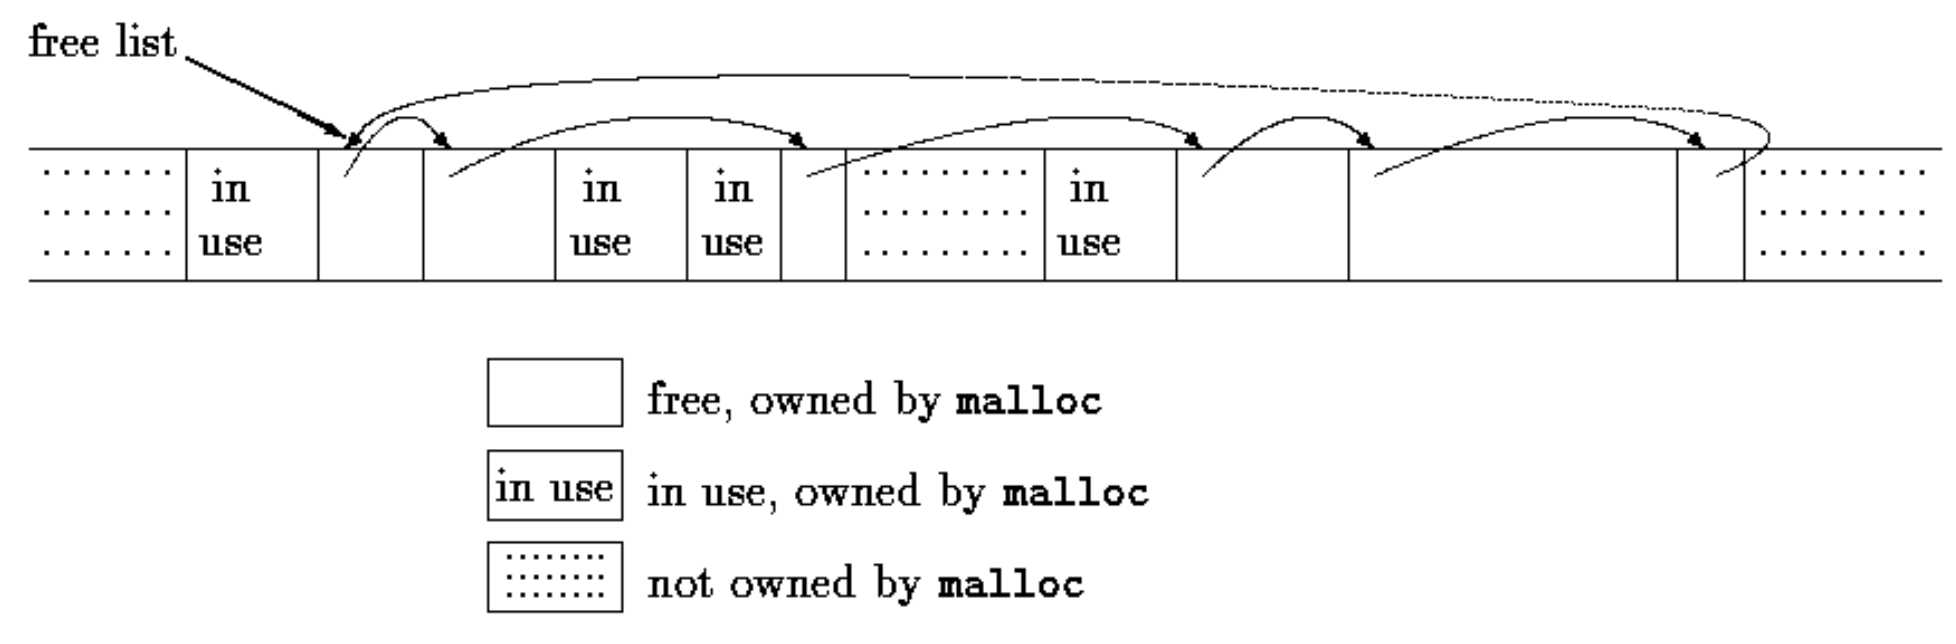 free list
in
use
in
use
in
use
in
use
free, owned by malloc
in use
in use, owned by malloc
not owned by malloc